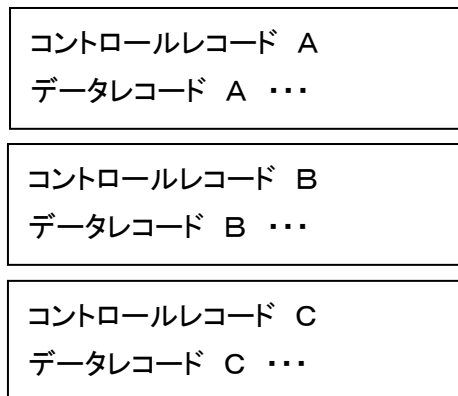 コントロールレコード　A
データレコード　A　・・・
コントロールレコード　B
データレコード　B　・・・
コントロールレコード　C
データレコード　C　・・・